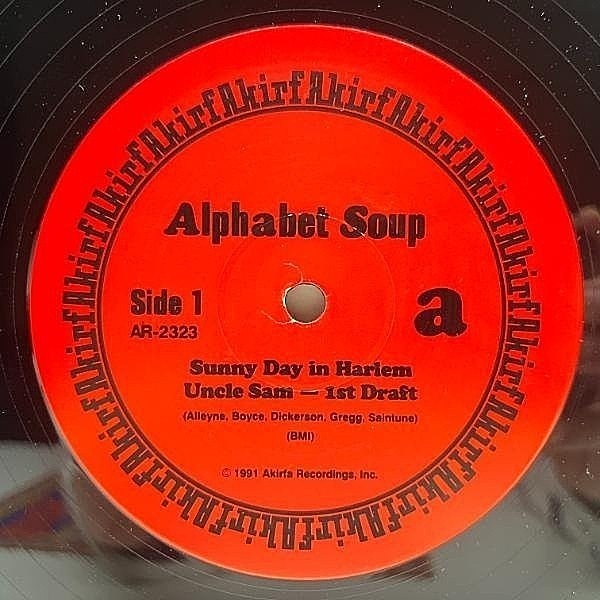 AkirfAkirfAkirfAkirfAkirfAkirfAkirfAkirfAkirfAkirfAkirfAkirfAkirfAkirfAkirfAkirf
Alphabet Soup
Side 1
AR-2323
a
Sunny Day in Harlem
Uncle Sam — 1st Draft
(Alleyne, Boyce, Dickerson, Gregg, Saintune)
(BMI)
© 1991 Akirfa Recordings, Inc.